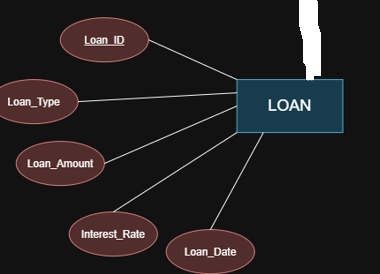 Loan_ID
Loan_Type
LOAN
Loan_Amount
Interest_Rate
Loan_Date